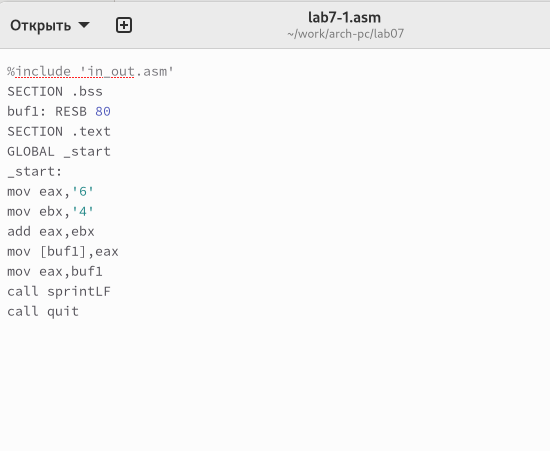 Открыть
lab7-1.asm
~/work/arch-pc/lab07
%include 'in_out.asm'
SECTION .bss
buf1: RESB 80
SECTION .text
GLOBAL _start
_start:
mov eax,'6'
mov ebx,'4'
add eax,ebx
mov [buf1],eax
mov eax,buf1
call sprintLF
call quit